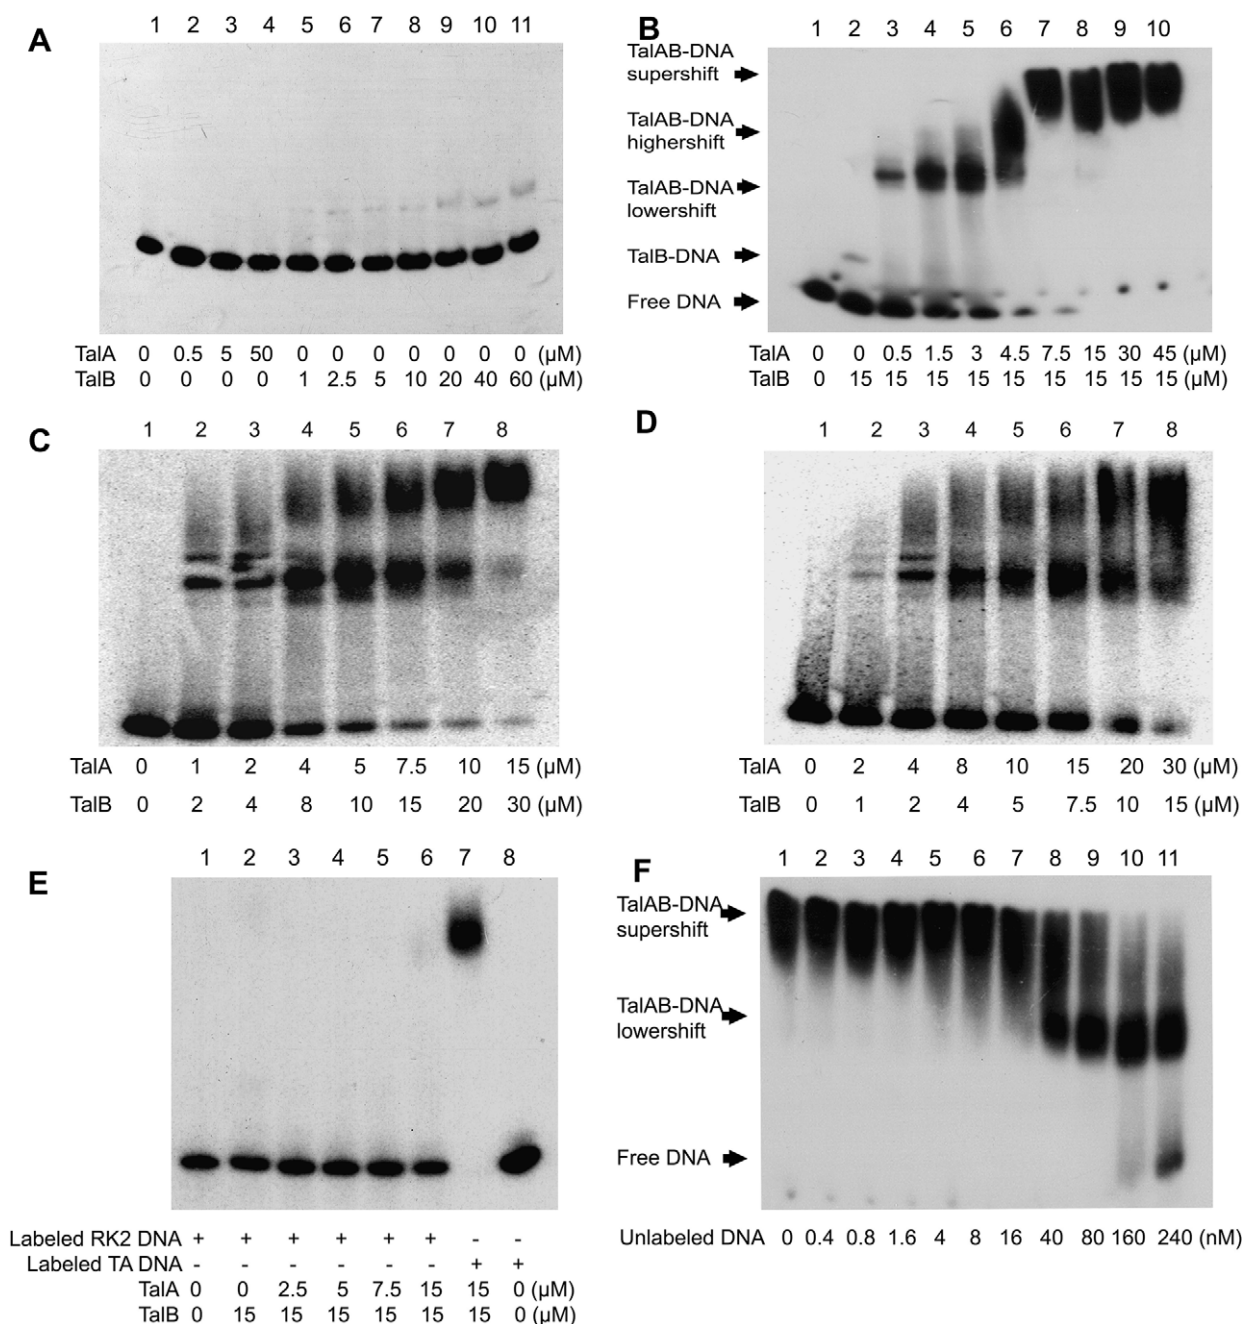 A
1 2 3 4 5 6 7 8 9 10 11
TalA 0 0.5 5 50 0 0 0 0 0 0 0 (µM)
TalB 0 0 0 0 1 2.5 5 10 20 40 60 (µM)
B
1 2 3 4 5 6 7 8 9 10
TalAB-DNA
supershift
TalAB-DNA
highershift
TalAB-DNA
lowershift
TalB-DNA
Free DNA
TalA 0 0 0.5 1.5 3 4.5 7.5 15 30 45 (µM)
TalB 0 15 15 15 15 15 15 15 15 15 (µM)
C
1 2 3 4 5 6 7 8
TalA 0 1 2 4 5 7.5 10 15 (µM)
TalB 0 2 4 8 10 15 20 30 (µM)
D
1 2 3 4 5 6 7 8
TalA 0 2 4 8 10 15 20 30 (µM)
TalB 0 1 2 4 5 7.5 10 15 (µM)
E
1 2 3 4 5 6 7 8
Labeled RK2 DNA + + + + + + - -
Labeled TA DNA - - - - - - + +
TalA 0 0 2.5 5 7.5 15 15 0 (µM)
TalB 0 15 15 15 15 15 15 0 (µM)
F
1 2 3 4 5 6 7 8 9 10 11
TalAB-DNA
supershift
TalAB-DNA
lowershift
Free DNA
Unlabeled DNA 0 0.4 0.8 1.6 4 8 16 40 80 160 240 (nM)